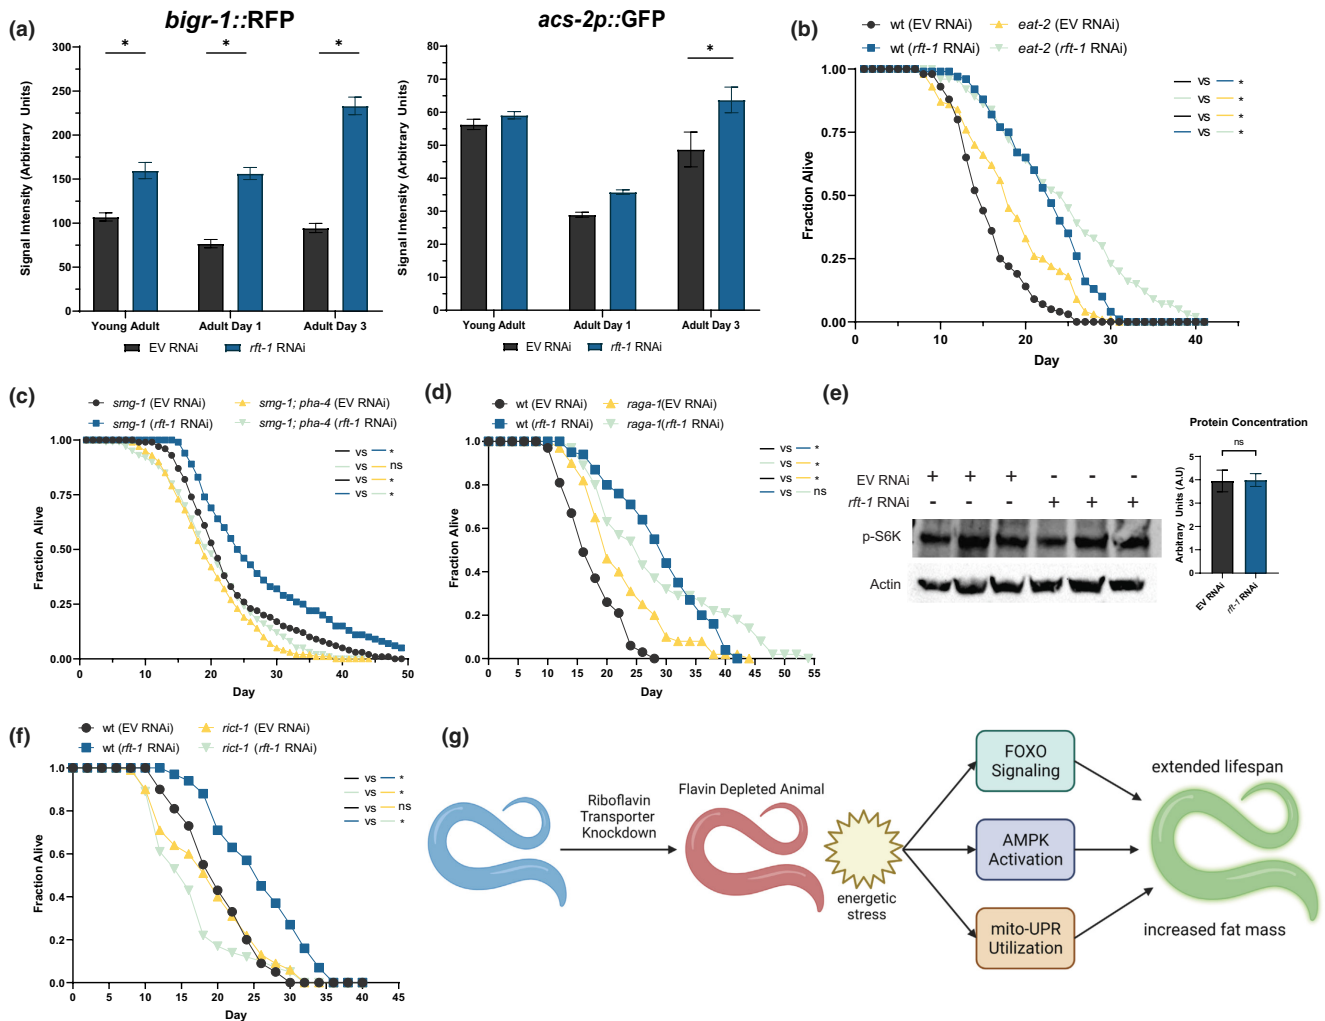 (a)
bigr-1::RFP
Signal Intensity (Arbitrary Units)
300
250
200
150
100
50
0
*
*
*
Young Adult
Adult Day 1
Adult Day 3
EV RNAi
rft-1 RNAi
acs-2p::GFP
Signal Intensity (Arbitrary Units)
80
70
60
50
40
30
20
10
0
*
Young Adult
Adult Day 1
Adult Day 3
EV RNAi
rft-1 RNAi
(b)
wt (EV RNAi)
eat-2 (EV RNAi)
wt (rft-1 RNAi)
eat-2 (rft-1 RNAi)
vs *
vs *
vs *
vs *
Fraction Alive
1.00
0.75
0.50
0.25
0.00
0
10
20
30
40
Day
(c)
smg-1 (EV RNAi)
smg-1; pha-4 (EV RNAi)
smg-1 (rft-1 RNAi)
smg-1; pha-4 (rft-1 RNAi)
vs *
vs ns
vs *
vs *
Fraction Alive
1.00
0.75
0.50
0.25
0.00
0
10
20
30
40
50
Day
(d)
wt (EV RNAi)
raga-1(EV RNAi)
wt (rft-1 RNAi)
raga-1(rft-1 RNAi)
vs *
vs *
vs *
vs ns
Fraction Alive
1.0
0.8
0.6
0.4
0.2
0.0
0
5
10
15
20
25
30
35
40
45
50
55
Day
(e)
EV RNAi + + + - - -
rft-1 RNAi - - - + + +
p-S6K
Actin
Protein Concentration
ns
Arbitrary Units (A.U)
5
4
3
2
1
0
EV RNAi
rft-1 RNAi
(f)
wt (EV RNAi)
rict-1 (EV RNAi)
wt (rft-1 RNAi)
rict-1 (rft-1 RNAi)
vs *
vs *
vs ns
vs *
Fraction Alive
1.0
0.8
0.6
0.4
0.2
0.0
0
5
10
15
20
25
30
35
40
45
Day
(g)
Riboflavin
Transporter
Knockdown
Flavin Depleted Animal
energetic
stress
FOXO
Signaling
AMPK
Activation
mito-UPR
Utilization
extended lifespan
increased fat mass